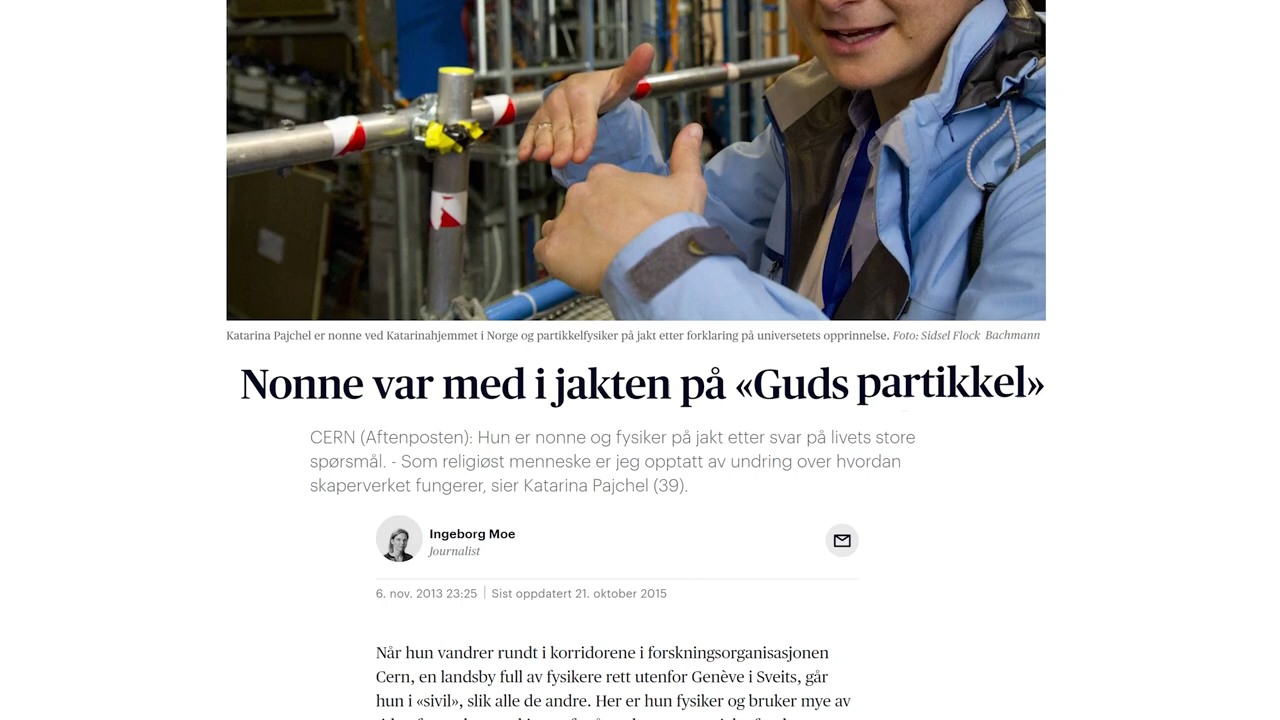 Katarina Pajchel er nonne ved Katarinahjemmet i Norge og partikkelfysiker på jakt etter forklaring på universetets opprinnelse. Foto: Sidsel Flock Bachmann
Nonne var med i jakten på «Guds partikkel»
CERN (Aftenposten): Hun er nonne og fysiker på jakt etter svar på livets store
spørsmål. - Som religiøst menneske er jeg opptatt av undring over hvordan
skaperverket fungerer, sier Katarina Pajchel (39).
Ingeborg Moe
Journalist
6. nov. 2013 23:25 | Sist oppdatert 21. oktober 2015
Når hun vandrer rundt i korridorene i forskningsorganisasjonen
Cern, en landsby full av fysikere rett utenfor Genève i Sveits, går
hun i «sivil», slik alle de andre. Her er hun fysiker og bruker mye av